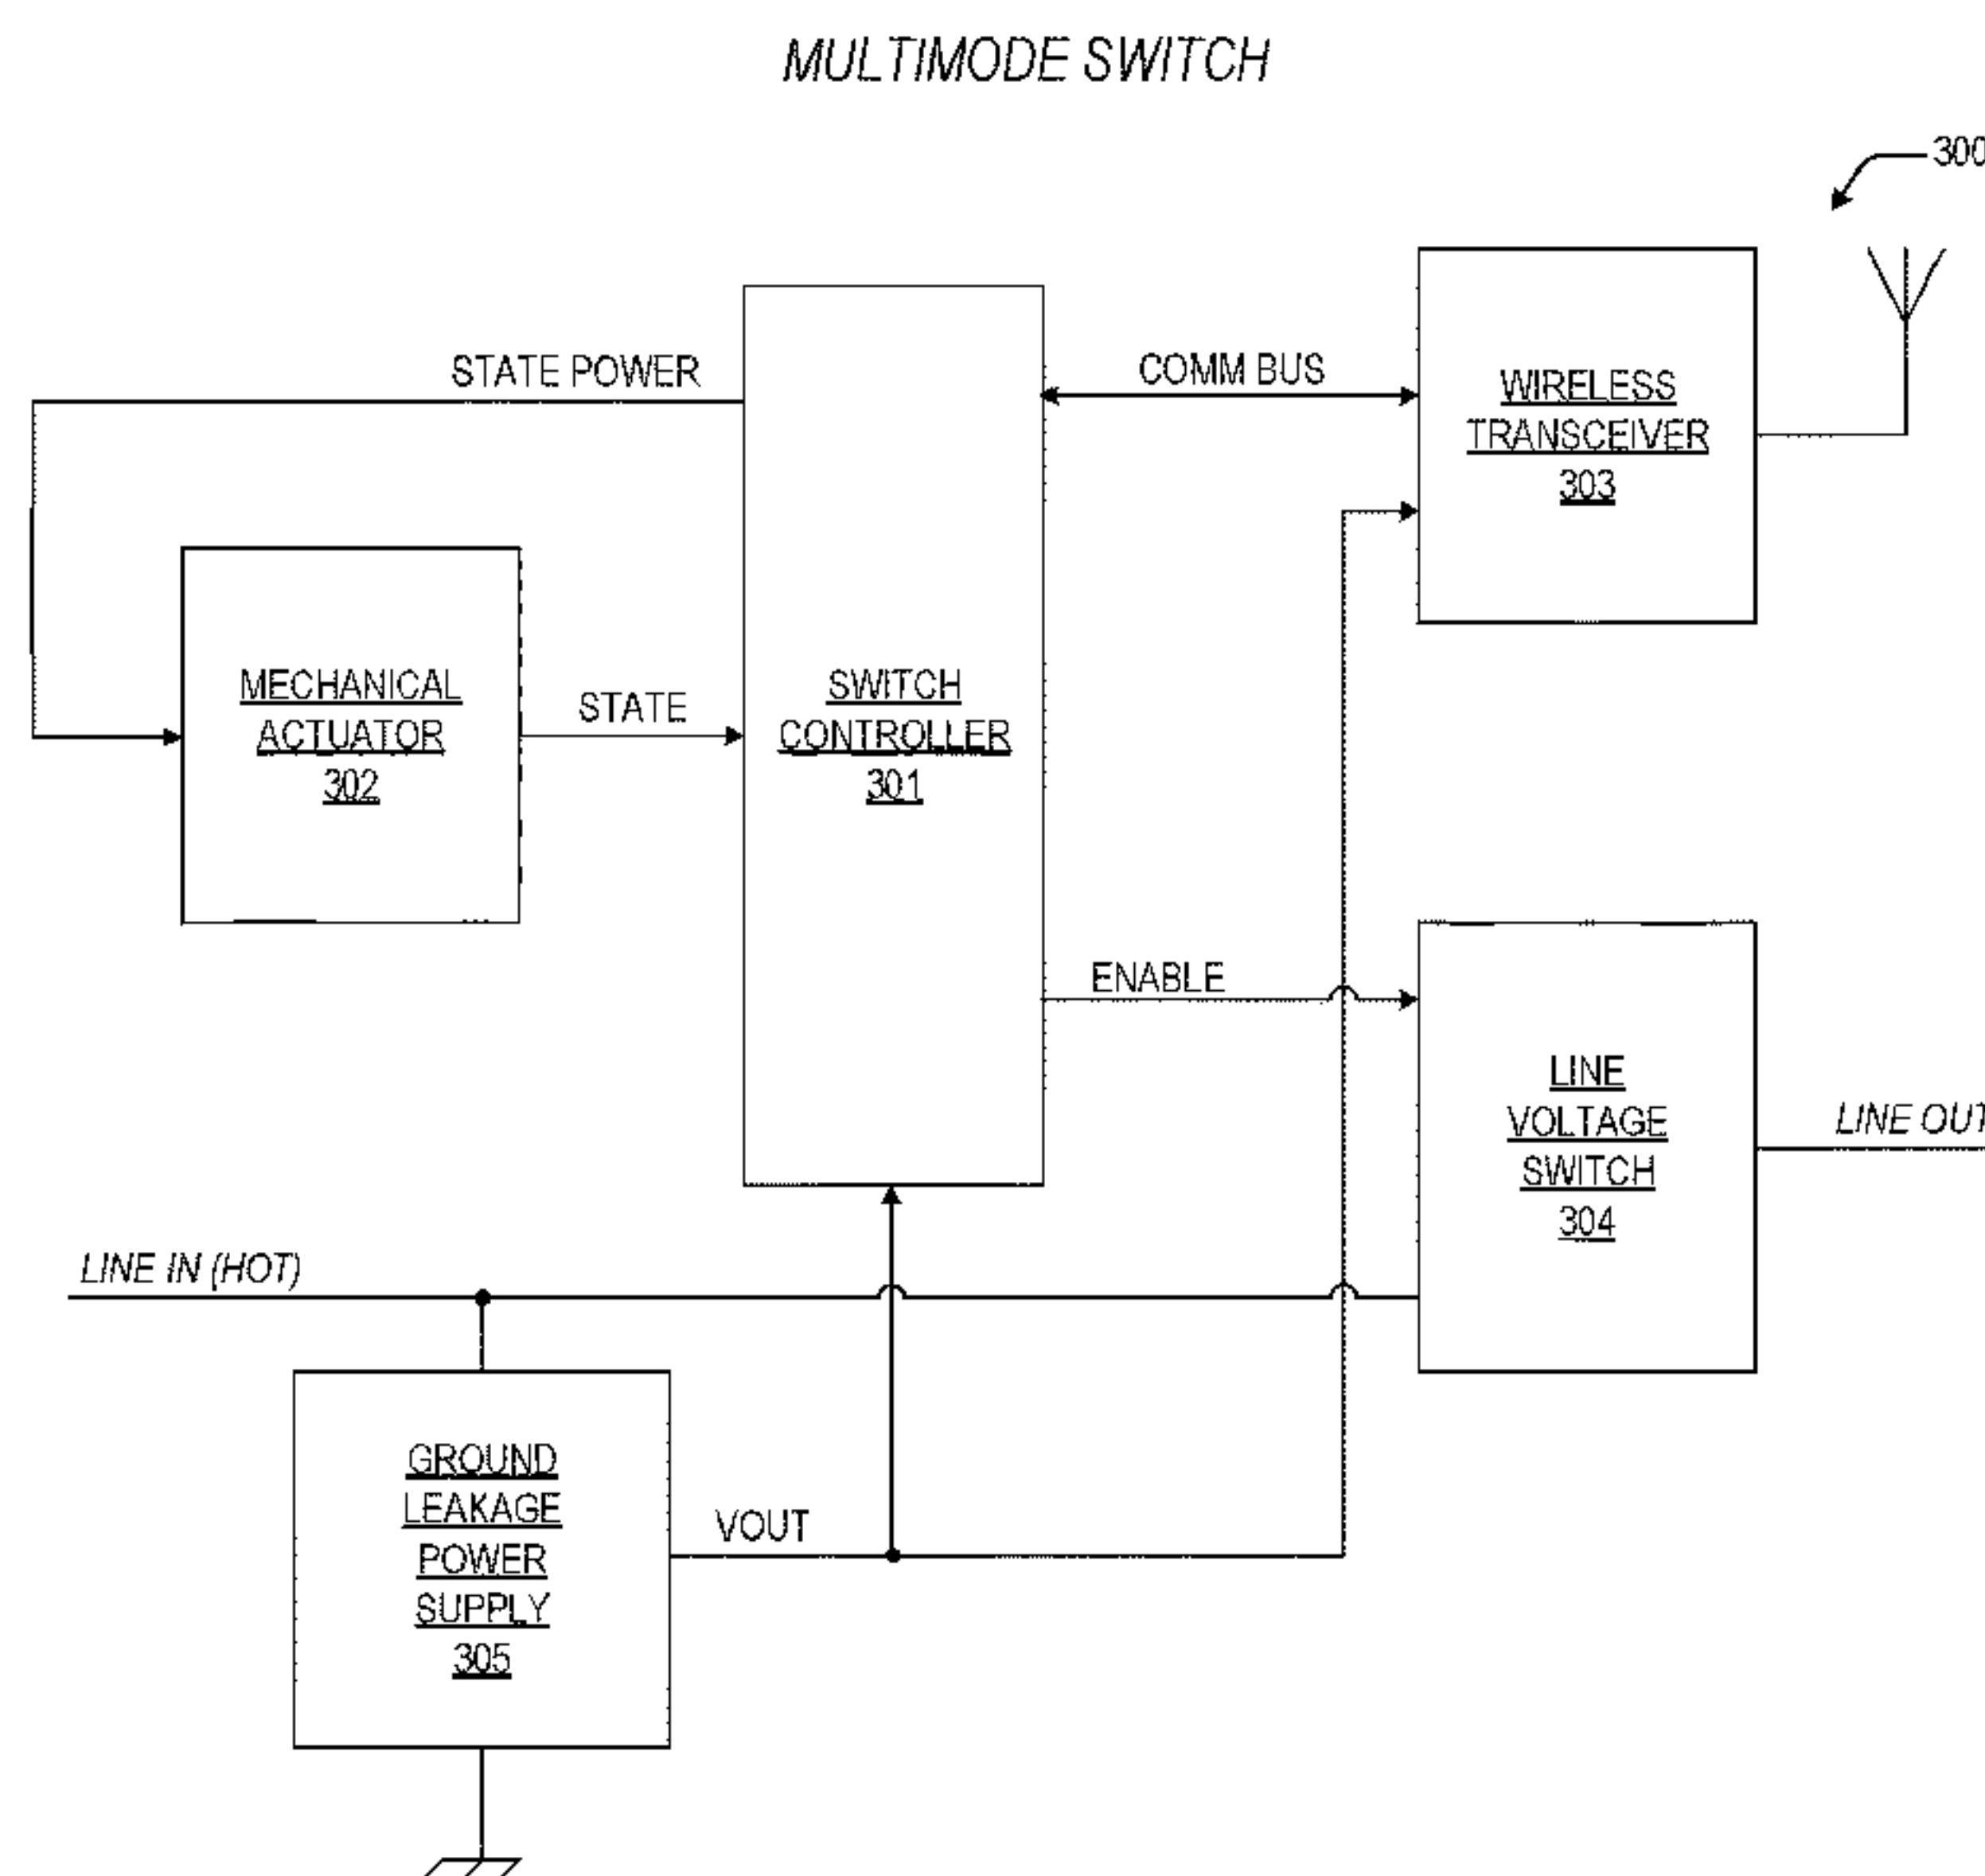 MULTIMODE SWITCH
300
STATE POWER
COMM BUS
WIRELESS
TRANSCEIVER
303
MECHANICAL
ACTUATOR
302
STATE
SWITCH
CONTROLLER
301
ENABLE
LINE
VOLTAGE
SWITCH
304
LINE OUT
LINE IN (HOT)
GROUND
LEAKAGE
POWER
SUPPLY
305
VOUT